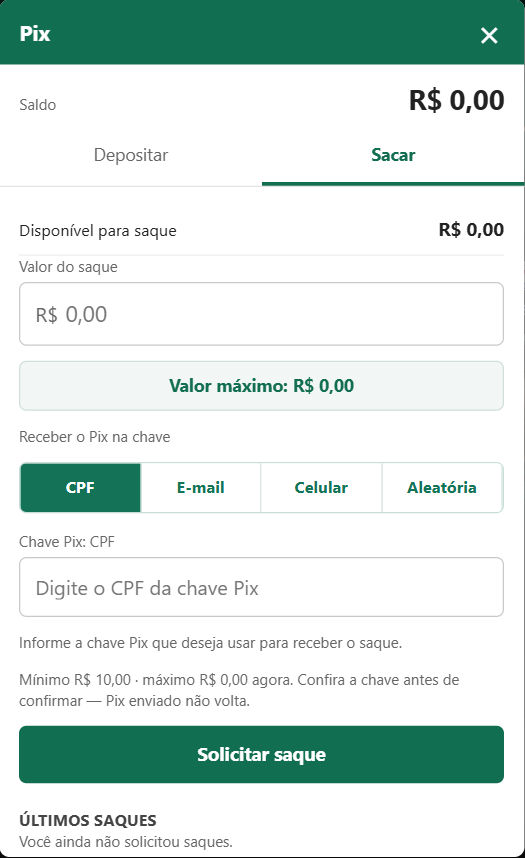 Pix
Saldo
R$ 0,00
Depositar
Sacar
Disponível para saque
R$ 0,00
Valor do saque
R$ 0,00
Valor máximo: R$ 0,00
Receber o Pix na chave
CPF
E-mail
Celular
Aleatória
Chave Pix: CPF
Digite o CPF da chave Pix
Informe a chave Pix que deseja usar para receber o saque.
Mínimo R$ 10,00 · máximo R$ 0,00 agora. Confira a chave antes de
confirmar — Pix enviado não volta.
Solicitar saque
ÚLTIMOS SAQUES
Você ainda não solicitou saques.